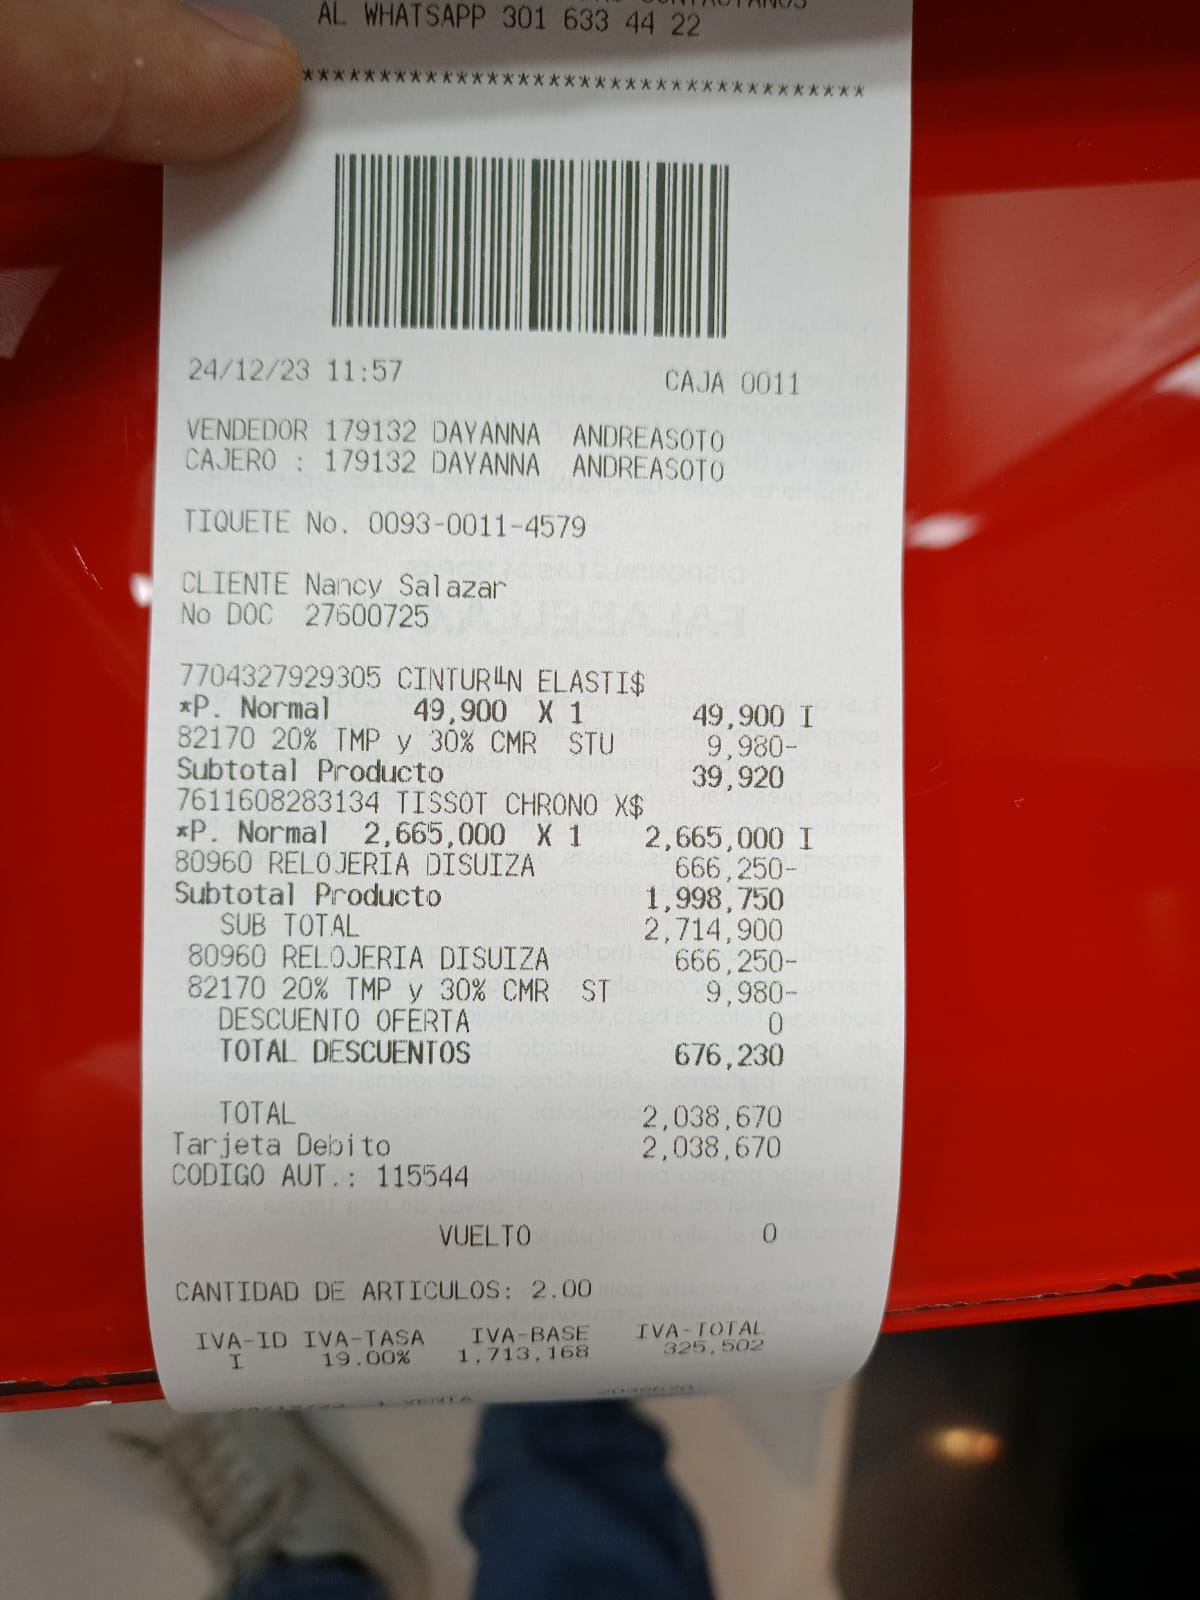 AL WHATSAPP 301 633 44 22
*********************************************
24/12/23 11:57 CAJA 0011
VENDEDOR 179132 DAYANNA ANDREASOTO
CAJERO : 179132 DAYANNA ANDREASOTO
TIQUETE No. 0093-0011-4579
CLIENTE Nancy Salazar
No DOC 27600725
7704327929305 CINTUR╨N ELASTI$
*P. Normal 49,900 X 1 49,900 I
82170 20% TMP y 30% CMR STU 9,980-
Subtotal Producto 39,920
7611608283134 TISSOT CHRONO X$
*P. Normal 2,665,000 X 1 2,665,000 I
80960 RELOJERIA DISUIZA 666,250-
Subtotal Producto 1,998,750
SUB TOTAL 2,714,900
80960 RELOJERIA DISUIZA 666,250-
82170 20% TMP y 30% CMR ST 9,980-
DESCUENTO OFERTA 0
TOTAL DESCUENTOS 676,230
TOTAL 2,038,670
Tarjeta Debito 2,038,670
CODIGO AUT.: 115544
VUELTO 0
CANTIDAD DE ARTICULOS: 2.00
IVA-ID IVA-TASA IVA-BASE IVA-TOTAL
I 19.00% 1,713,168 325,502